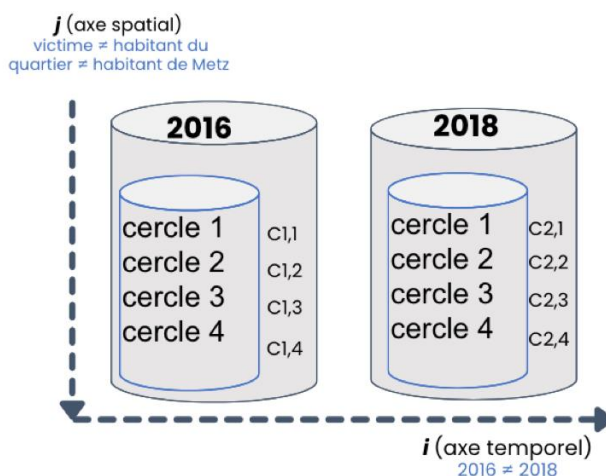 j (axe spatial)
victime ≠ habitant du
quartier ≠ habitant de Metz
2016
cercle 1
C1,1
cercle 2
C1,2
cercle 3
C1,3
cercle 4
C1,4
2018
cercle 1
C2,1
cercle 2
C2,2
cercle 3
C2,3
cercle 4
C2,4
i (axe temporel)
2016 ≠ 2018